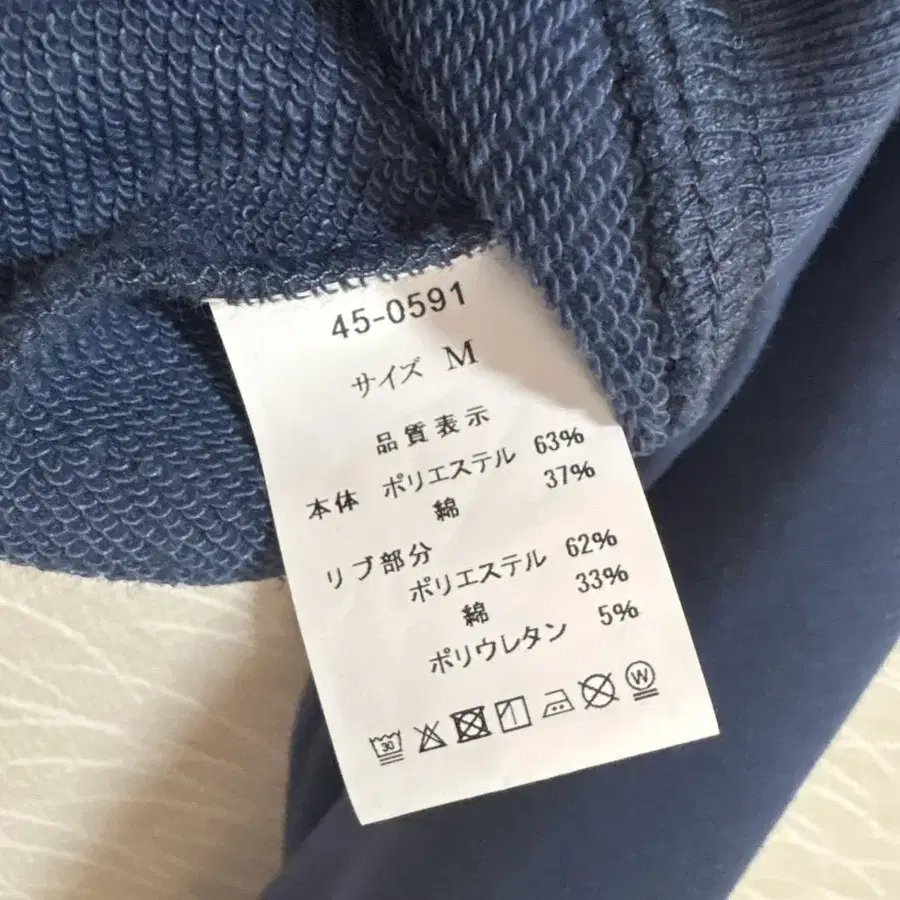 45-0591
サイズ M
品質表示
本体 ポリエステル 63%
綿 37%
リブ部分
ポリエステル 62%
綿 33%
ポリウレタン 5%
30 W